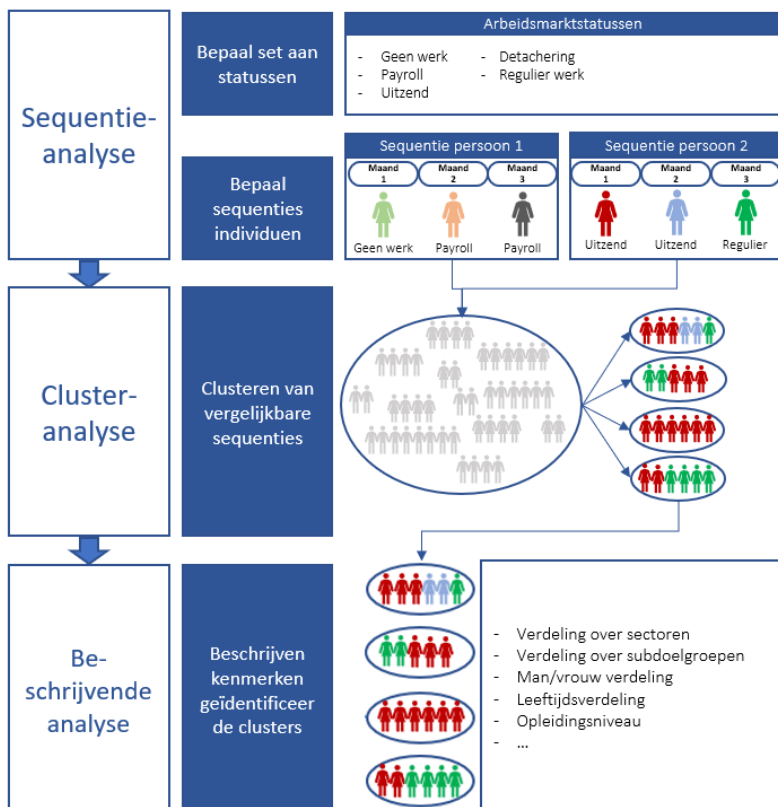 Sequentie-
analyse
Bepaal set aan
statussen
Arbeidsmarktstatussen
- Geen werk
- Payroll
- Uitzend
- Detachering
- Regulier werk
Bepaal
sequenties
individuen
Sequentie persoon 1
Maand
1
Maand
2
Maand
3
Geen werk
Payroll
Payroll
Sequentie persoon 2
Maand
1
Maand
2
Maand
3
Uitzend
Uitzend
Regulier
Cluster-
analyse
Clusteren van
vergelijkbare
sequenties
Be-
schrijvende
analyse
Beschrijven
kenmerken
geïdentificeer
de clusters
- Verdeling over sectoren
- Verdeling over subdoelgroepen
- Man/vrouw verdeling
- Leeftijdsverdeling
- Opleidingsniveau
- ...